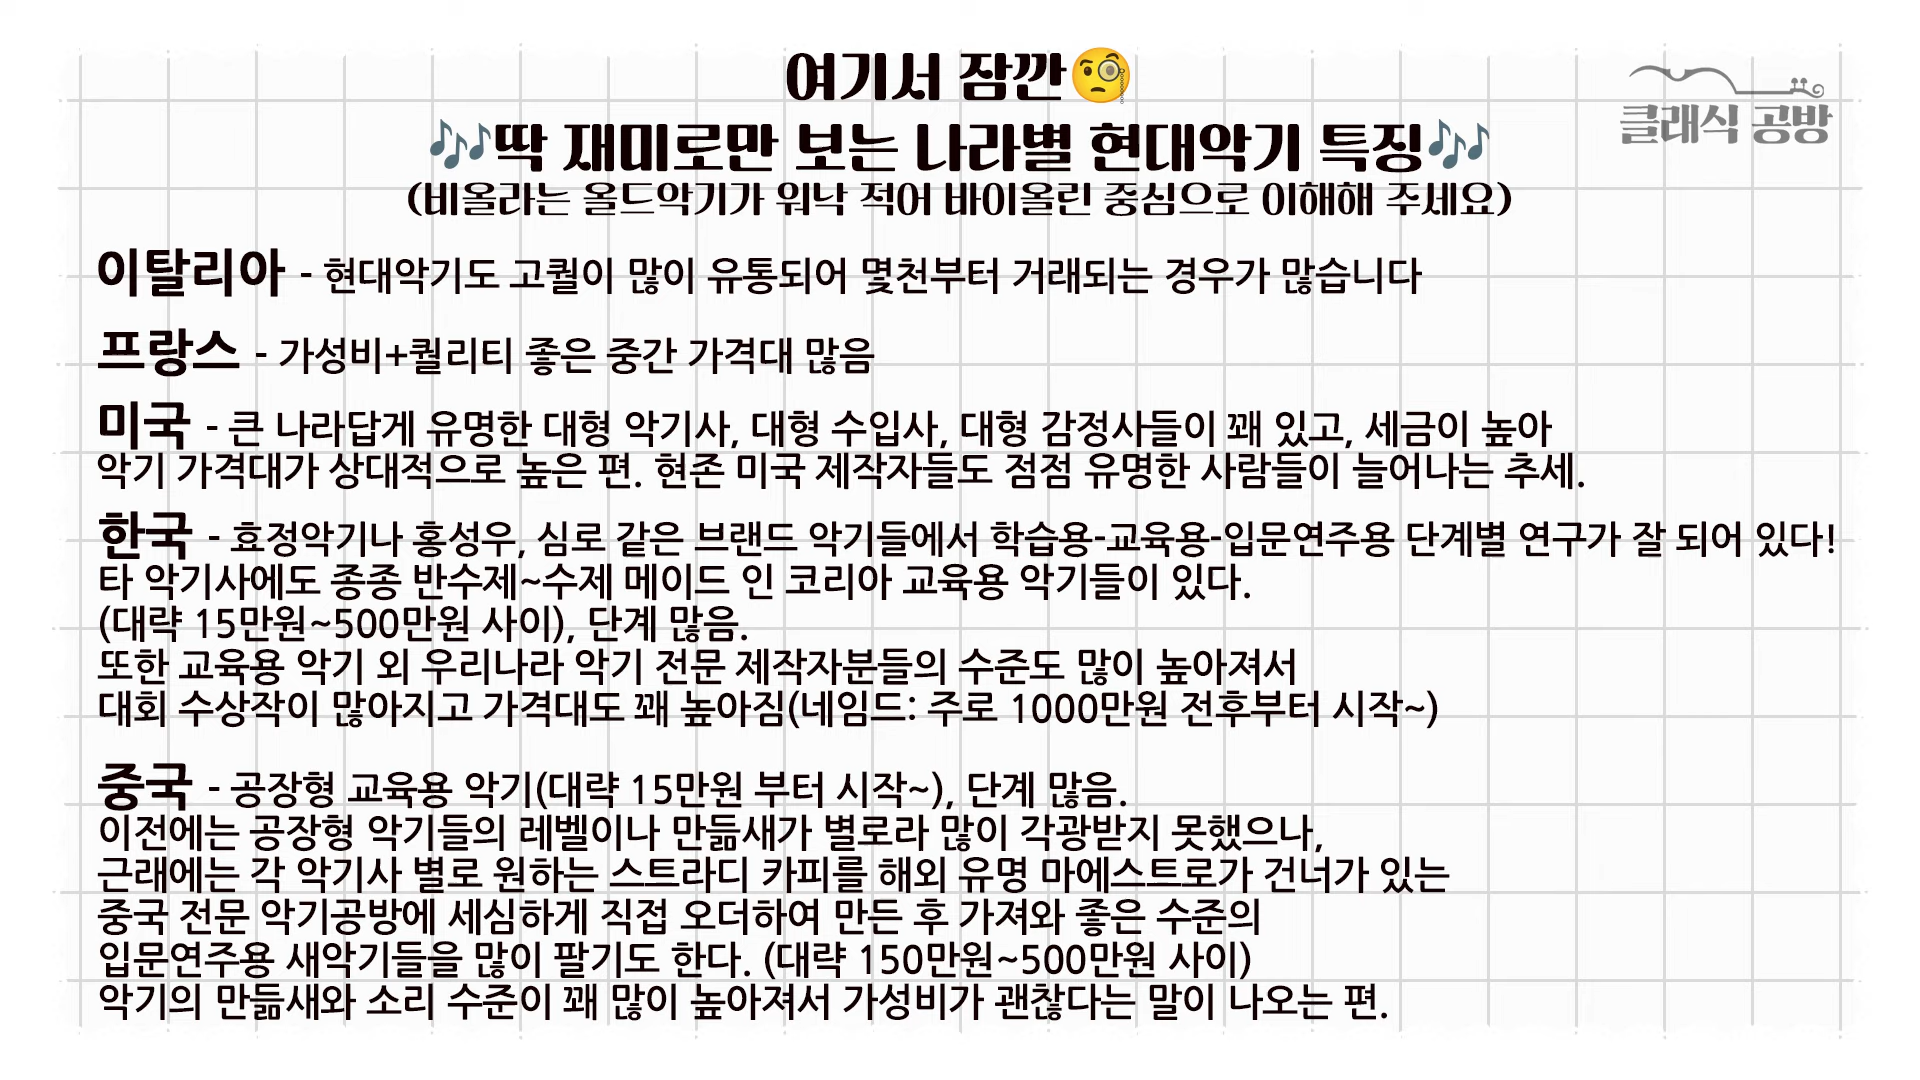 여기서 잠깐🧐
클래식 공방
🎶딱 재미로만 보는 나라별 현대악기 특징🎶
(비올라는 올드악기가 워낙 적어 바이올린 중심으로 이해해 주세요)
이탈리아 - 현대악기도 고퀄이 많이 유통되어 몇천부터 거래되는 경우가 많습니다
프랑스 - 가성비+퀄리티 좋은 중간 가격대 많음
미국 - 큰 나라답게 유명한 대형 악기사, 대형 수입사, 대형 감정사들이 꽤 있고, 세금이 높아
악기 가격대가 상대적으로 높은 편. 현존 미국 제작자들도 점점 유명한 사람들이 늘어나는 추세.
한국 - 효정악기나 홍성우, 심로 같은 브랜드 악기들에서 학습용-교육용-입문연주용 단계별 연구가 잘 되어 있다!
타 악기사에도 종종 반수제~수제 메이드 인 코리아 교육용 악기들이 있다.
(대략 15만원~500만원 사이), 단계 많음.
또한 교육용 악기 외 우리나라 악기 전문 제작자분들의 수준도 많이 높아져서
대회 수상작이 많아지고 가격대도 꽤 높아짐(네임드: 주로 1000만원 전후부터 시작~)
중국 - 공장형 교육용 악기(대략 15만원 부터 시작~), 단계 많음.
이전에는 공장형 악기들의 레벨이나 만듦새가 별로라 많이 각광받지 못했으나,
근래에는 각 악기사 별로 원하는 스트라디 카피를 해외 유명 마에스트로가 건너가 있는
중국 전문 악기공방에 세심하게 직접 오더하여 만든 후 가져와 좋은 수준의
입문연주용 새악기들을 많이 팔기도 한다. (대략 150만원~500만원 사이)
악기의 만듦새와 소리 수준이 꽤 많이 높아져서 가성비가 괜찮다는 말이 나오는 편.